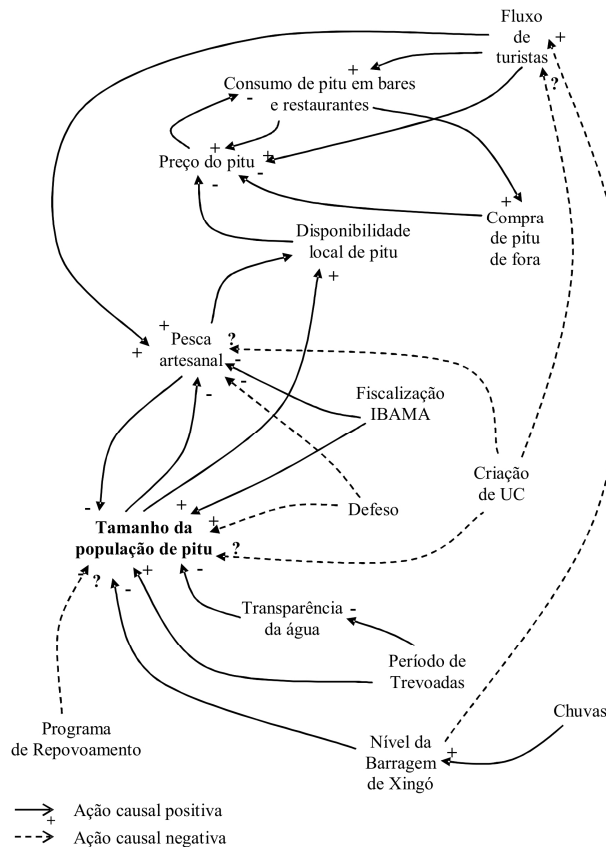 Fluxo
de
turistas
+
?
+
Consumo de pitu em bares
e restaurantes
-
+
+
Preço do pitu
-
-
+
Compra
de pitu
de fora
Disponibilidade
local de pitu
+
+
+
Pesca
artesanal
?
-
-
-
Fiscalização
IBAMA
Criação
de UC
Defeso
-
+
+
Tamanho da
população de pitu
?
-
?
-
+
-
Transparência
da água
-
Período de
Trevoadas
Programa
de Repovoamento
Chuvas
Nível da
Barragem
de Xingó
+
Ação causal positiva
+
Ação causal negativa